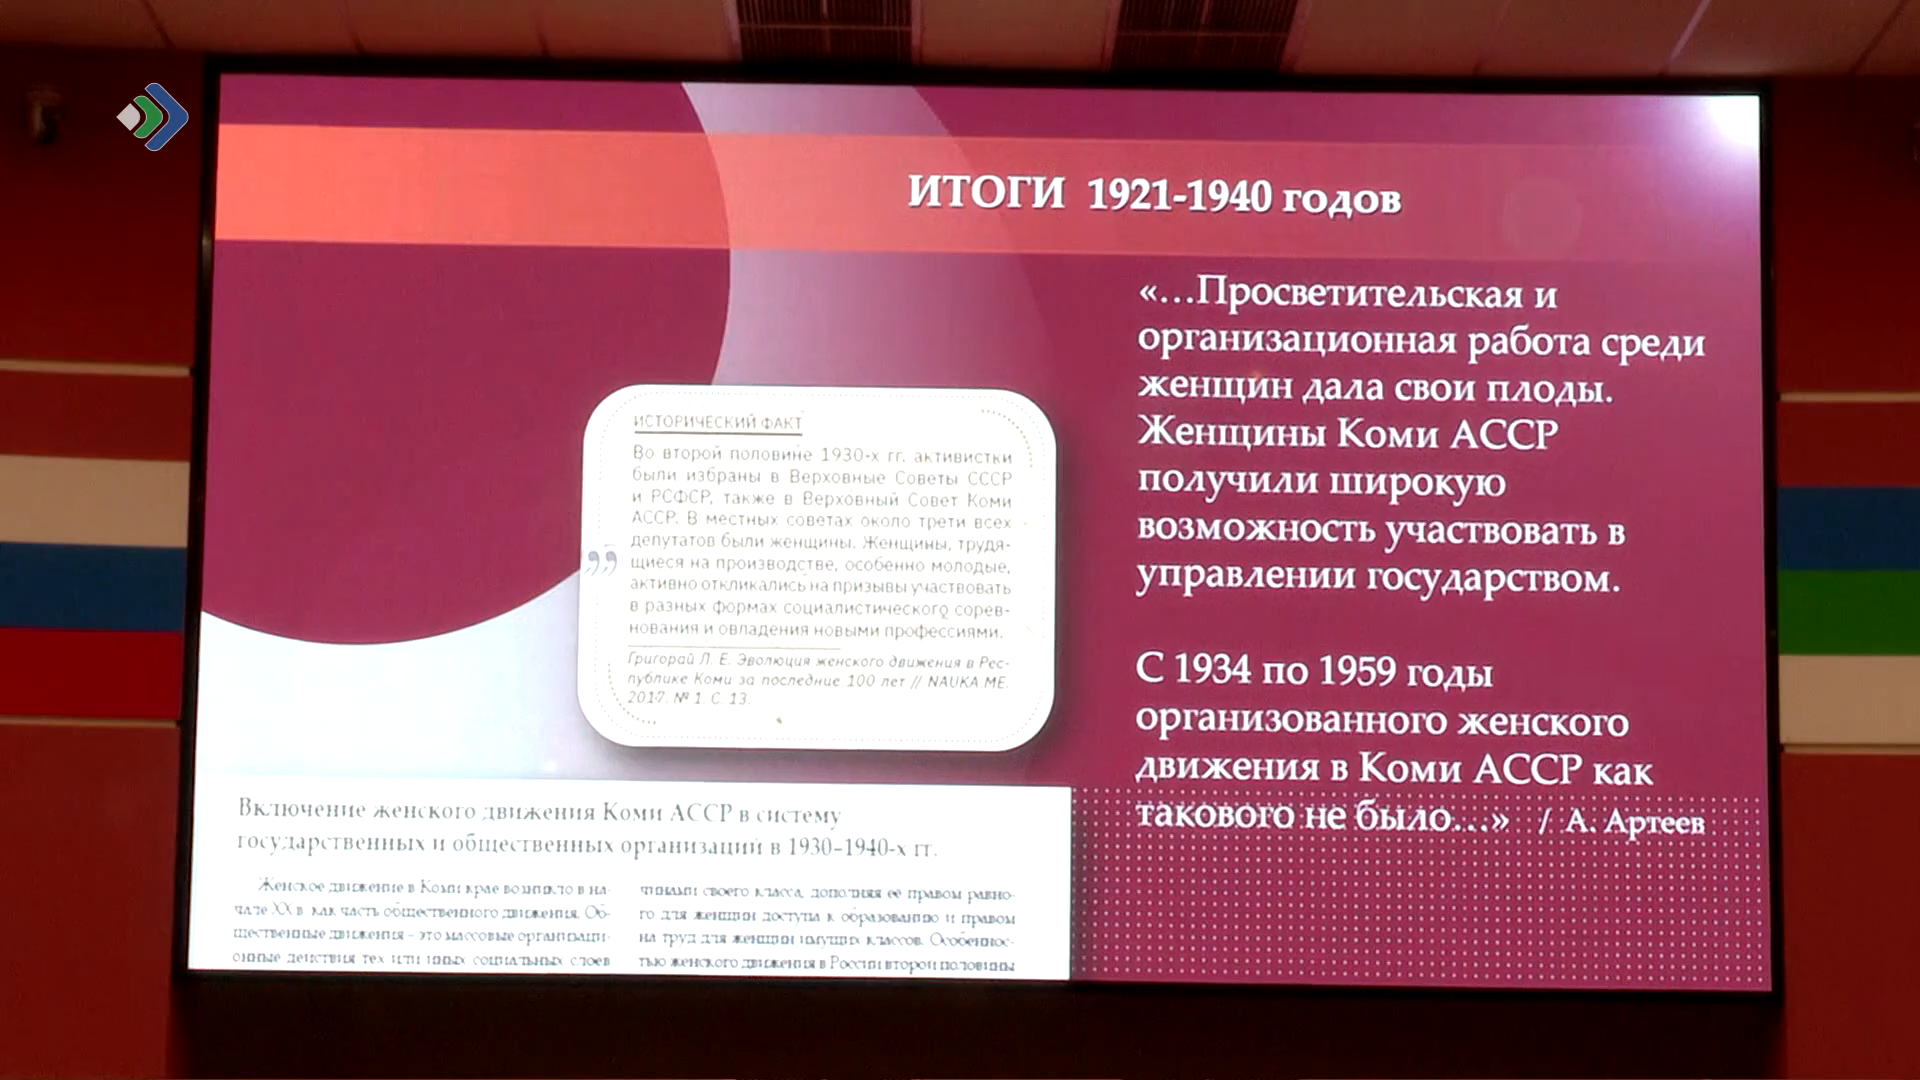 ИТОГИ 1921-1940 годов
«...Просветительская и
организационная работа среди
женщин дала свои плоды.
Женщины Коми АССР
получили широкую
возможность участвовать в
управлении государством.
С 1934 по 1959 годы
организованного женского
движения в Коми АССР как
такового не было....» / А. Артеев
ИСТОРИЧЕСКИЙ ФАКТ
Во второй половине 1930-х гг. активистки
были избраны в Верховные Советы СССР
и РСФСР, также в Верховный Совет Коми
АССР. В местных советах около трети всех
депутатов были женщины. Женщины, трудя-
щиеся на производстве, особенно молодые,
активно откликались на призывы участвовать
в разных формах социалистического сорев-
нования и овладения новыми профессиями.
Григорай Л. Е. Эволюция женского движения в Рес-
публике Коми за последние 100 лет // NAUKA ME.
2017. № 1. С. 13.
Включение женского движения Коми АССР в систему
государственных и общественных организаций в 1930–1940-х гг.
Женское движение в Коми крае возникло в на-
чале XX в как часть общественного движения. Об-
щественные движения – это массовые организаци-
онные действия тех или иных социальных слоев
чинами своего класса, дополняя её правом равно-
го для женщин доступа к образованию и правом
на труд для женщин имущих классов. Особеннос-
тью женского движения в России второй половины